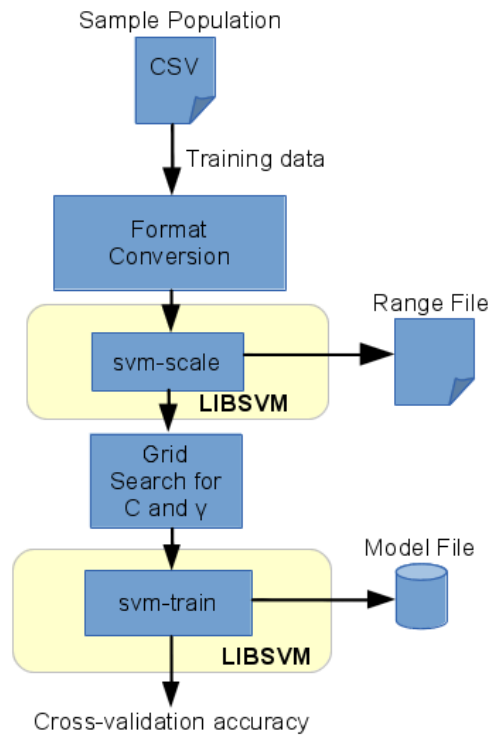 Sample Population
CSV
Training data
Format
Conversion
Range File
svm-scale
LIBSVM
Grid
Search for
C and γ
Model File
svm-train
LIBSVM
Cross-validation accuracy